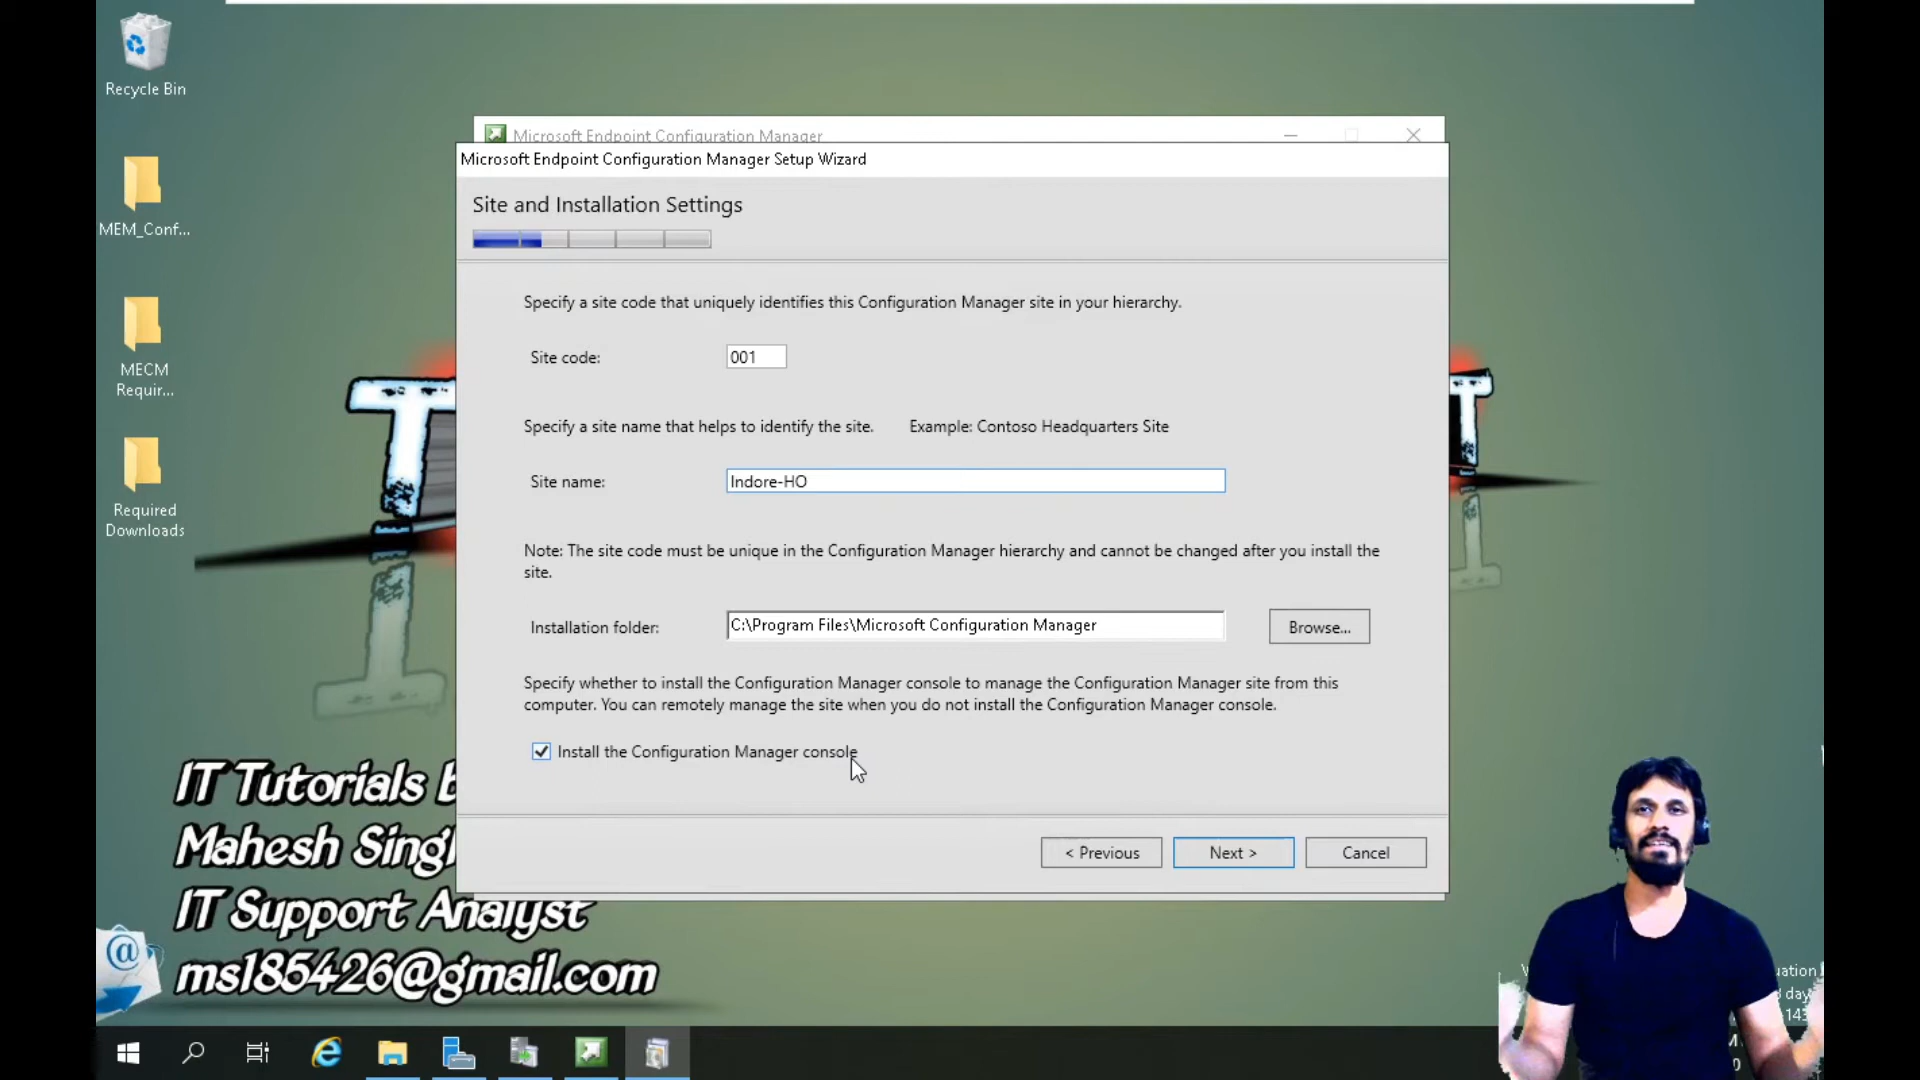 Recycle Bin
MEM_Conf...
MECM
Requir...
Required
Downloads
Microsoft Endpoint Configuration Manager
Microsoft Endpoint Configuration Manager Setup Wizard
Site and Installation Settings
Specify a site code that uniquely identifies this Configuration Manager site in your hierarchy.
Site code: 001
Specify a site name that helps to identify the site. Example: Contoso Headquarters Site
Site name: Indore-HO
Note: The site code must be unique in the Configuration Manager hierarchy and cannot be changed after you install the
site.
Installation folder: C:\Program Files\Microsoft Configuration Manager Browse...
Specify whether to install the Configuration Manager console to manage the Configuration Manager site from this
computer. You can remotely manage the site when you do not install the Configuration Manager console.
Install the Configuration Manager console
< Previous Next > Cancel
IT Tutorials
Mahesh
IT Support Analyst
ms185426@gmail.com